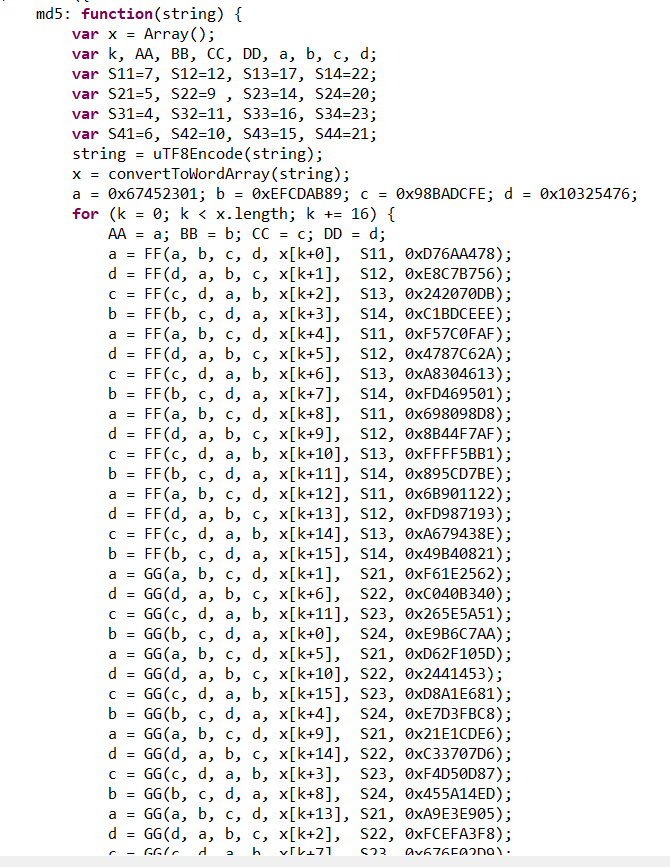 md5: function(string) {
var x = Array();
var k, AA, BB, CC, DD, a, b, c, d;
var S11=7, S12=12, S13=17, S14=22;
var S21=5, S22=9 , S23=14, S24=20;
var S31=4, S32=11, S33=16, S34=23;
var S41=6, S42=10, S43=15, S44=21;
string = uTF8Encode(string);
x = convertToWordArray(string);
a = 0x67452301; b = 0xEFCDAB89; c = 0x98BADCFE; d = 0x10325476;
for (k = 0; k < x.length; k += 16) {
AA = a; BB = b; CC = c; DD = d;
a = FF(a, b, c, d, x[k+0], S11, 0xD76AA478);
d = FF(d, a, b, c, x[k+1], S12, 0xE8C7B756);
c = FF(c, d, a, b, x[k+2], S13, 0x242070DB);
b = FF(b, c, d, a, x[k+3], S14, 0xC1BDCEEE);
a = FF(a, b, c, d, x[k+4], S11, 0xF57C0FAF);
d = FF(d, a, b, c, x[k+5], S12, 0x4787C62A);
c = FF(c, d, a, b, x[k+6], S13, 0xA8304613);
b = FF(b, c, d, a, x[k+7], S14, 0xFD469501);
a = FF(a, b, c, d, x[k+8], S11, 0x698098D8);
d = FF(d, a, b, c, x[k+9], S12, 0x8B44F7AF);
c = FF(c, d, a, b, x[k+10], S13, 0xFFFF5BB1);
b = FF(b, c, d, a, x[k+11], S14, 0x895CD7BE);
a = FF(a, b, c, d, x[k+12], S11, 0x6B901122);
d = FF(d, a, b, c, x[k+13], S12, 0xFD987193);
c = FF(c, d, a, b, x[k+14], S13, 0xA679438E);
b = FF(b, c, d, a, x[k+15], S14, 0x49B40821);
a = GG(a, b, c, d, x[k+1], S21, 0xF61E2562);
d = GG(d, a, b, c, x[k+6], S22, 0xC040B340);
c = GG(c, d, a, b, x[k+11], S23, 0x265E5A51);
b = GG(b, c, d, a, x[k+0], S24, 0xE9B6C7AA);
a = GG(a, b, c, d, x[k+5], S21, 0xD62F105D);
d = GG(d, a, b, c, x[k+10], S22, 0x2441453);
c = GG(c, d, a, b, x[k+15], S23, 0xD8A1E681);
b = GG(b, c, d, a, x[k+4], S24, 0xE7D3FBC8);
a = GG(a, b, c, d, x[k+9], S21, 0x21E1CDE6);
d = GG(d, a, b, c, x[k+14], S22, 0xC33707D6);
c = GG(c, d, a, b, x[k+3], S23, 0xF4D50D87);
b = GG(b, c, d, a, x[k+8], S24, 0x455A14ED);
a = GG(a, b, c, d, x[k+13], S21, 0xA9E3E905);
d = GG(d, a, b, c, x[k+2], S22, 0xFCEFA3F8);
c = GG(c, d, a, b, x[k+7], S23, 0x676F02D9);